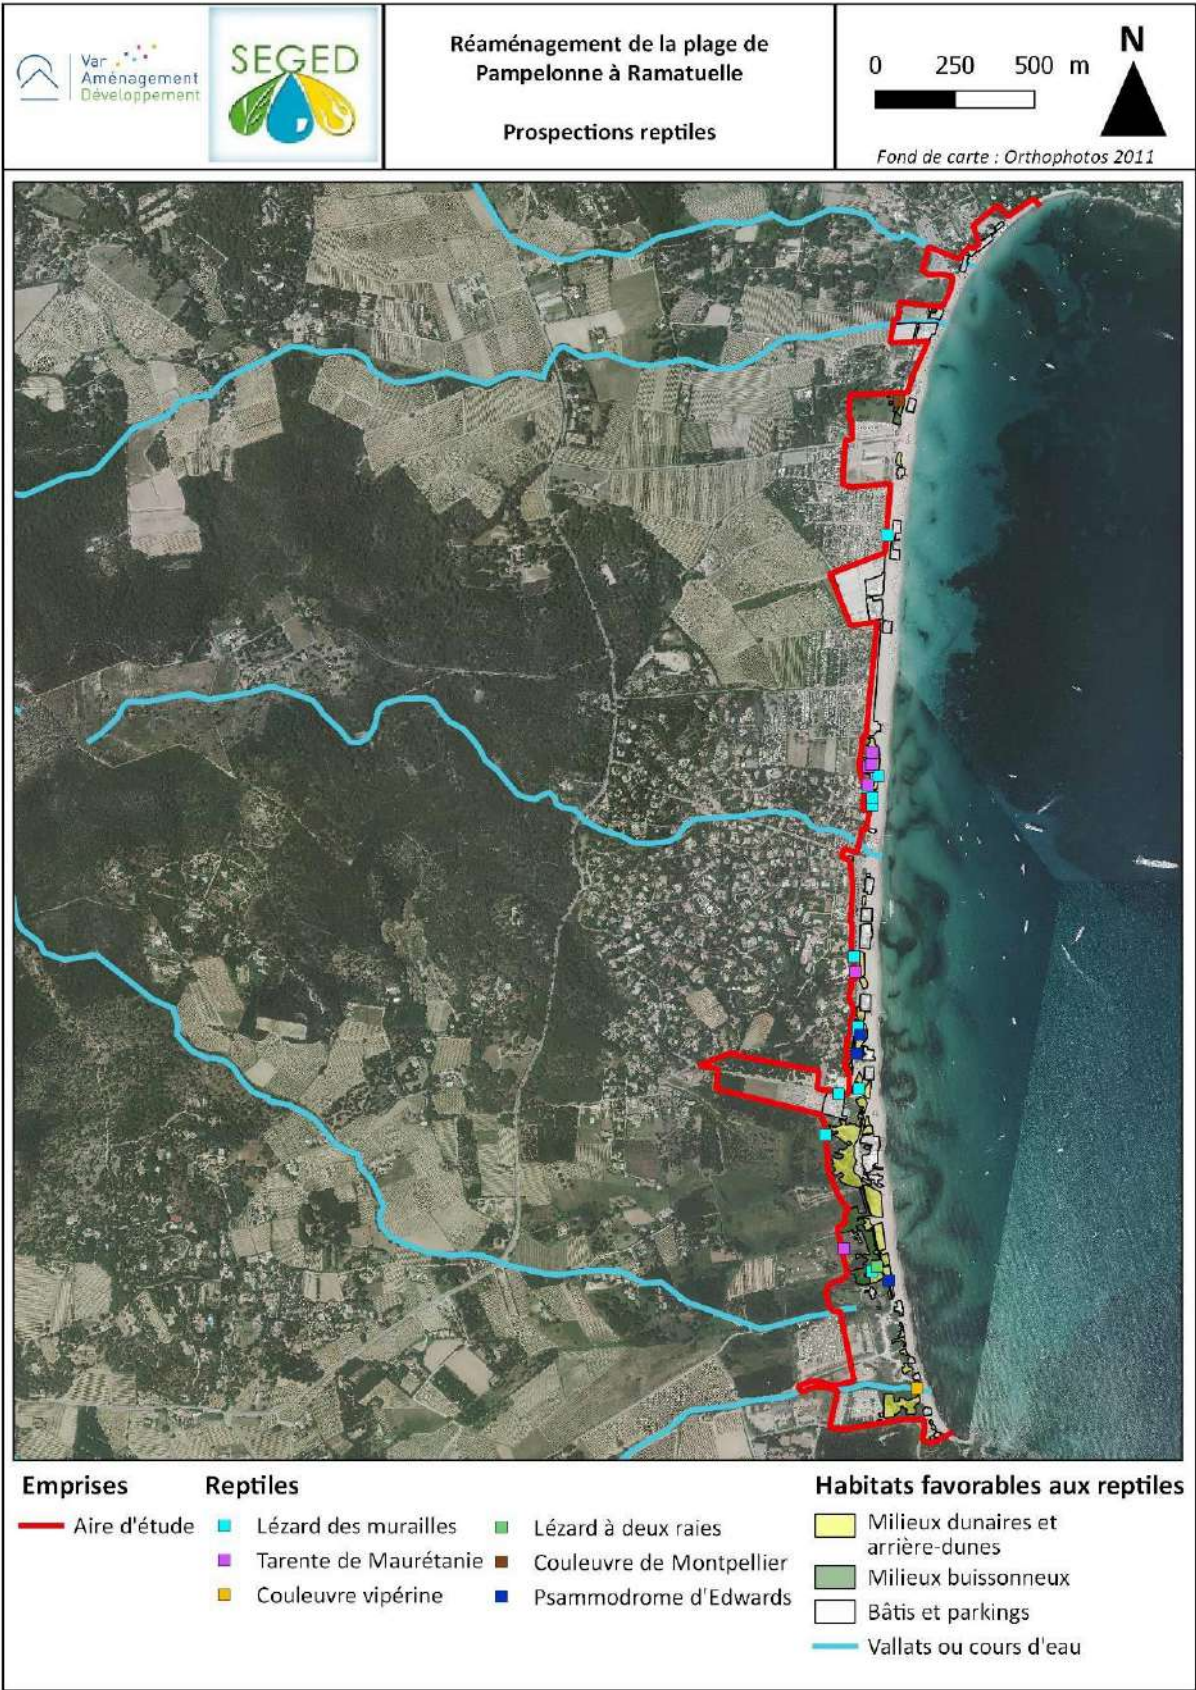 Var
Aménagement
Développement
SEGED
Réaménagement de la plage de
Pampelonne à Ramatuelle
Prospections reptiles
0 250 500 m
N
Fond de carte : Orthophotos 2011
Emprises
Aire d'étude
Reptiles
Lézard des murailles
Tarente de Maurétanie
Couleuvre vipérine
Lézard à deux raies
Couleuvre de Montpellier
Psammodrome d'Edwards
Habitats favorables aux reptiles
Milieux dunaires et
arrière-dunes
Milieux buissonneux
Bâtis et parkings
Vallats ou cours d'eau